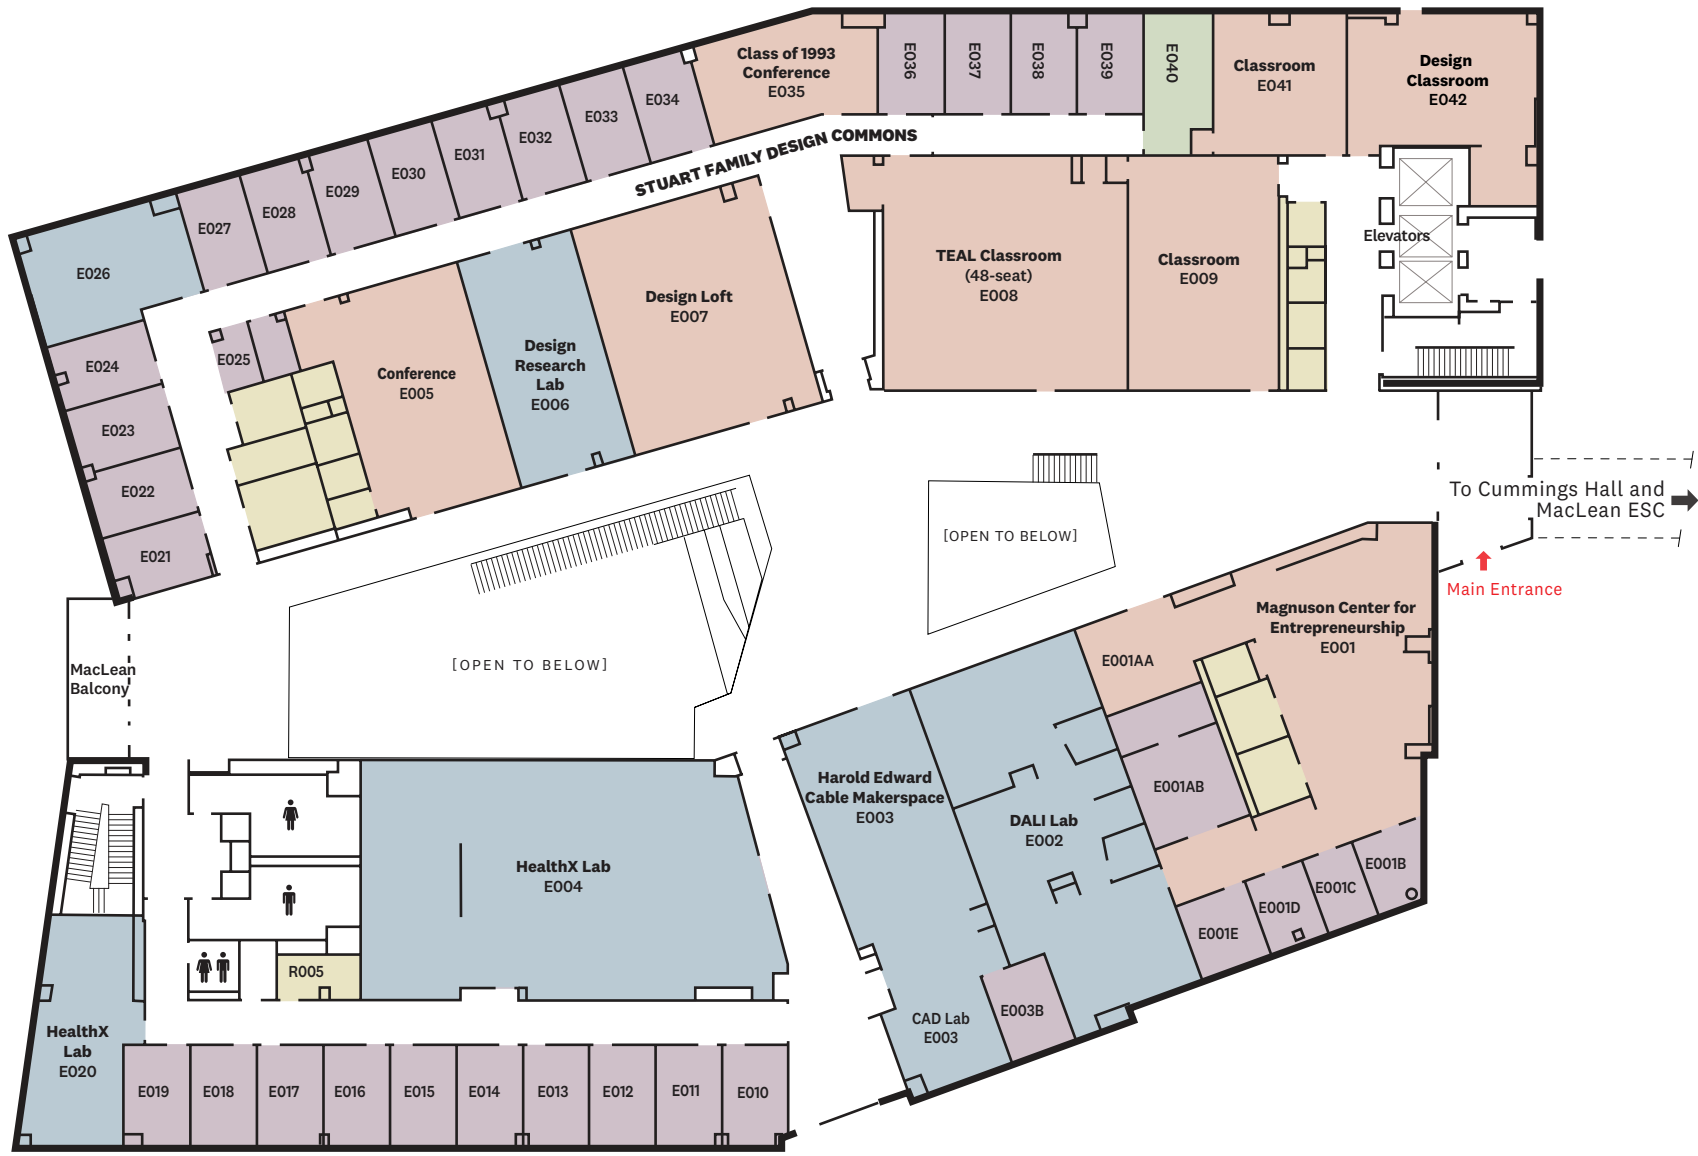 Class of 1993
Conference
E035
E036
E037
E038
E039
E040
Classroom
E041
Design
Classroom
E042
E034
E033
E032
E031
E030
E029
E028
E027
E026
STUART FAMILY DESIGN COMMONS
Elevators
TEAL Classroom
(48-seat)
E008
Classroom
E009
Design Loft
E007
Design
Research
Lab
E006
Conference
E005
E025
E024
E023
E022
E021
To Cummings Hall and
MacLean ESC
Main Entrance
[OPEN TO BELOW]
[OPEN TO BELOW]
MacLean
Balcony
Magnuson Center for
Entrepreneurship
E001
E001AA
E001AB
E001B
E001C
E001D
E001E
DALI Lab
E002
Harold Edward
Cable Makerspace
E003
E003B
CAD Lab
E003
HealthX Lab
E004
R005
HealthX
Lab
E020
E019
E018
E017
E016
E015
E014
E013
E012
E011
E010